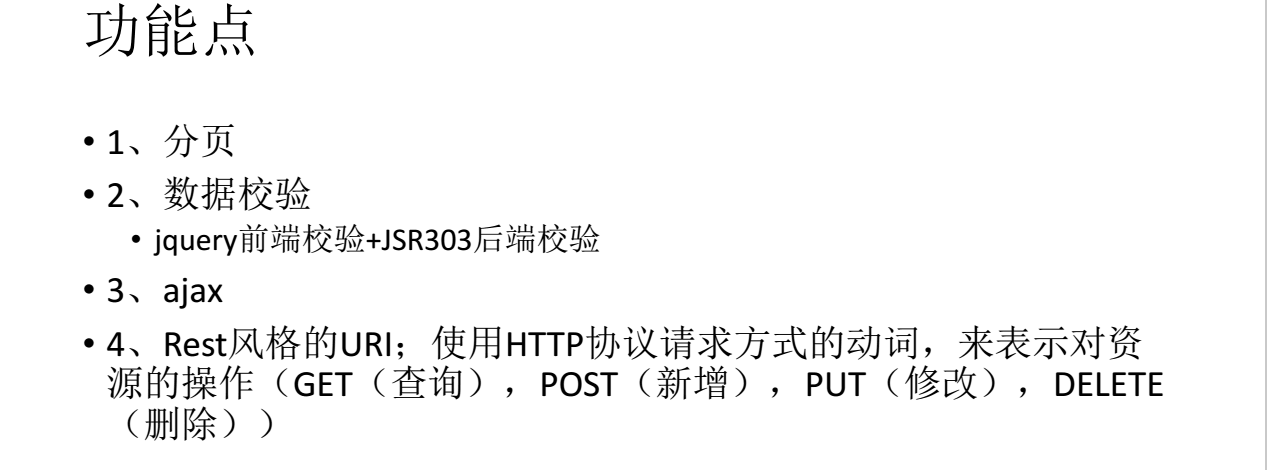 功能点
• 1、分页
• 2、数据校验
• jquery前端校验+JSR303后端校验
• 3、ajax
• 4、Rest风格的URI；使用HTTP协议请求方式的动词，来表示对资
源的操作（GET（查询），POST（新增），PUT（修改），DELETE
（删除））